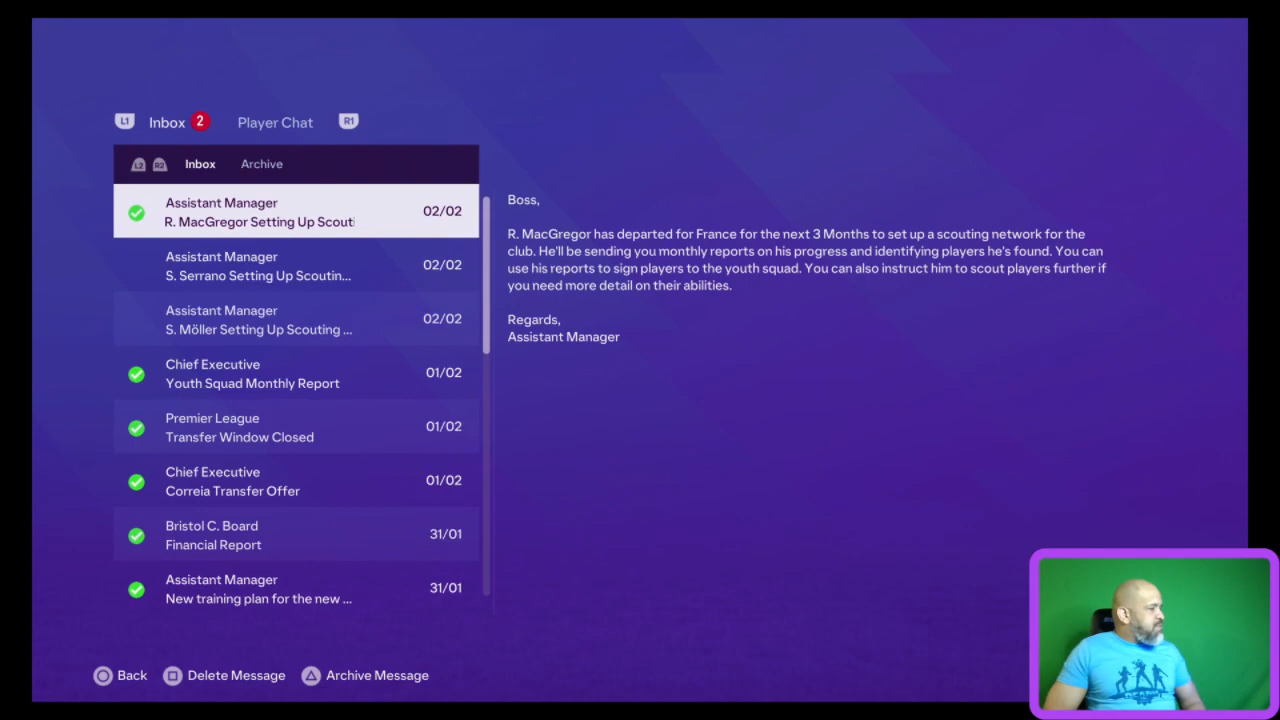 L1 Inbox 2 Player Chat R1
L2 R2 Inbox Archive
Assistant Manager
R. MacGregor Setting Up Scouti
02/02
Assistant Manager
S. Serrano Setting Up Scoutin...
02/02
Assistant Manager
S. Möller Setting Up Scouting ...
02/02
Chief Executive
Youth Squad Monthly Report
01/02
Premier League
Transfer Window Closed
01/02
Chief Executive
Correia Transfer Offer
01/02
Bristol C. Board
Financial Report
31/01
Assistant Manager
New training plan for the new ...
31/01
Boss,
R. MacGregor has departed for France for the next 3 Months to set up a scouting network for the
club. He'll be sending you monthly reports on his progress and identifying players he's found. You can
use his reports to sign players to the youth squad. You can also instruct him to scout players further if
you need more detail on their abilities.
Regards,
Assistant Manager
Back Delete Message Archive Message